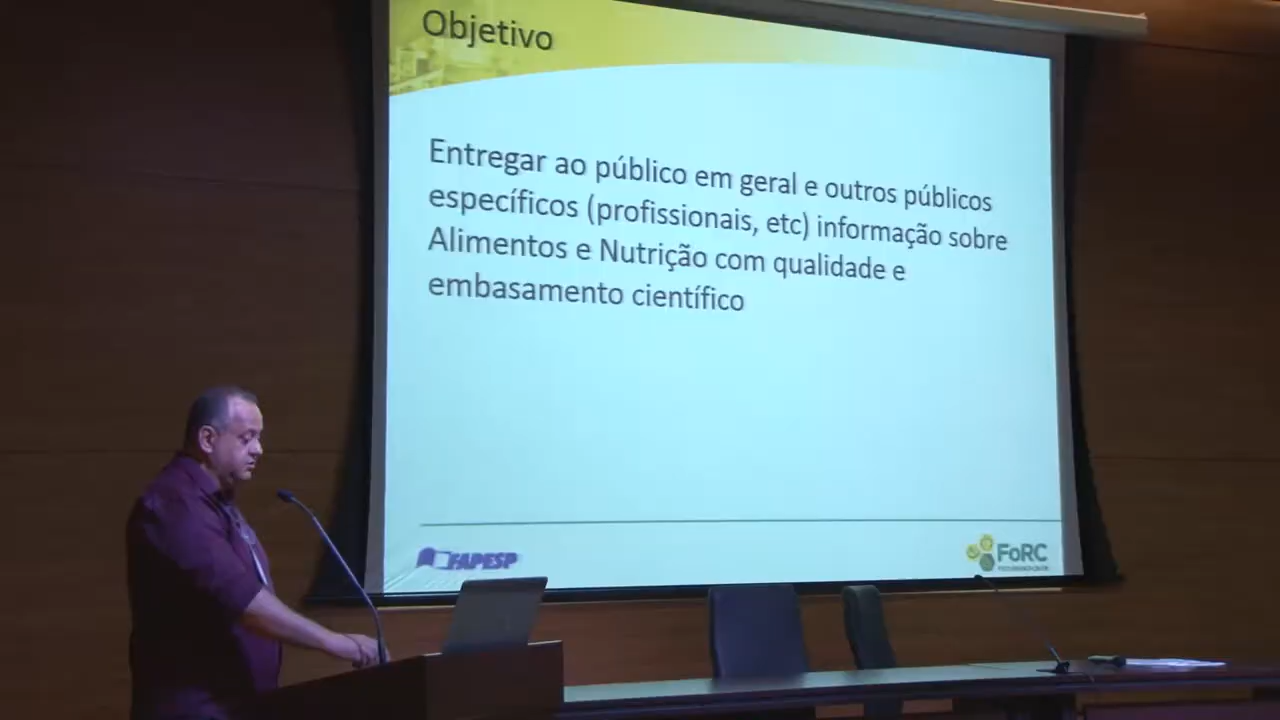 Objetivo
Entregar ao público em geral e outros públicos
específicos (profissionais, etc) informação sobre
Alimentos e Nutrição com qualidade e
embasamento científico
FAPESP
FoRC